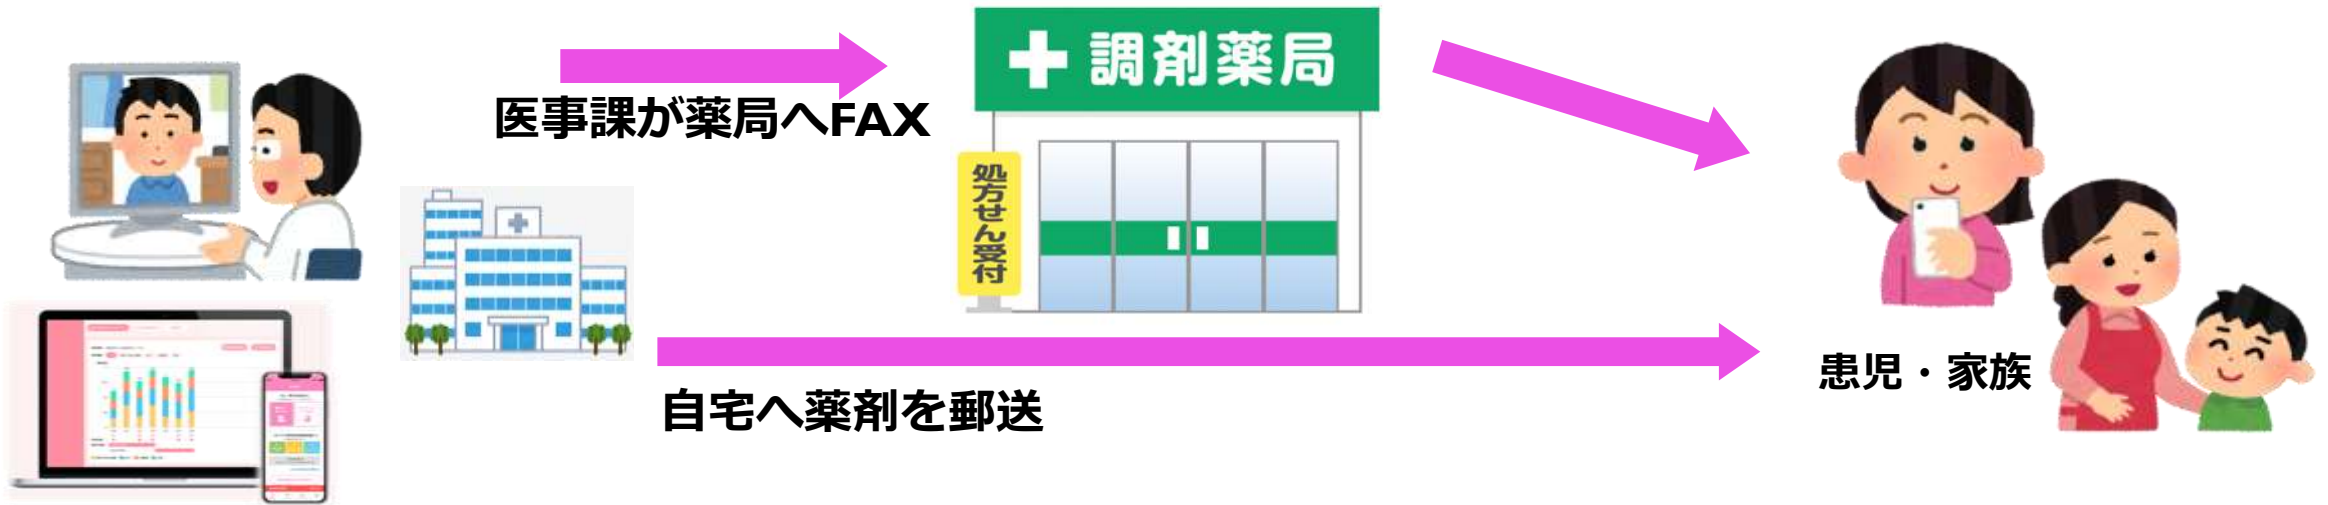 医事課が薬局へFAX
調剤薬局
処方せん受付
自宅へ薬剤を郵送
患児・家族